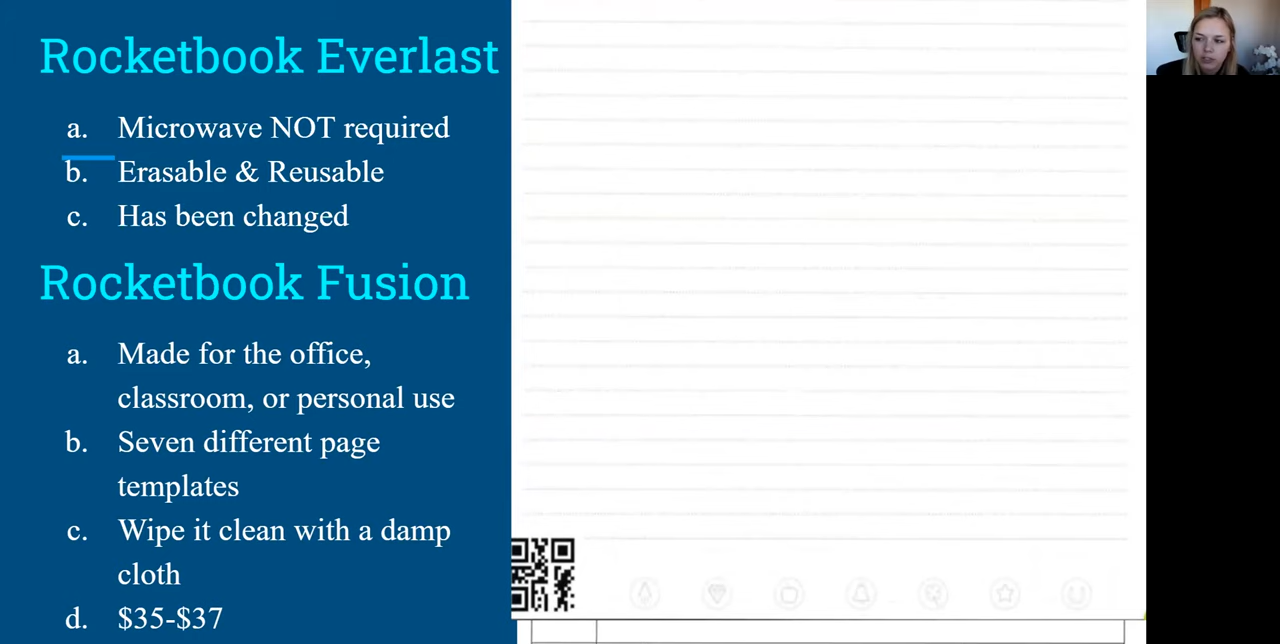 Rocketbook Everlast
a. Microwave NOT required
b. Erasable & Reusable
c. Has been changed
Rocketbook Fusion
a. Made for the office,
classroom, or personal use
b. Seven different page
templates
c. Wipe it clean with a damp
cloth
d. $35-$37